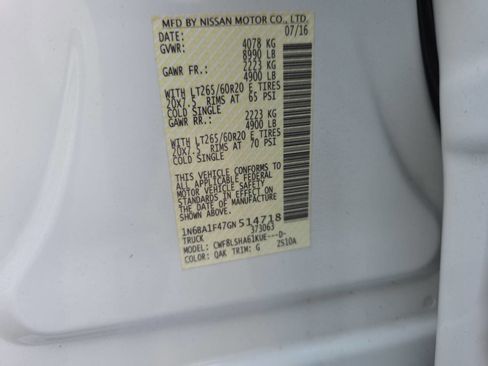 MFD BY NISSAN MOTOR CO., LTD.
DATE: 07/16
GVWR: 4078 KG
8990 LB
GAWR FR.: 2223 KG
4900 LB
WITH LT265/60R20 E TIRES
20X7.5 RIMS AT 65 PSI
COLD SINGLE
GAWR RR.: 2223 KG
4900 LB
WITH LT265/60R20 E TIRES
20X7.5 RIMS AT 70 PSI
COLD SINGLE
THIS VEHICLE CONFORMS TO
ALL APPLICABLE FEDERAL
MOTOR VEHICLE SAFETY
STANDARDS IN EFFECT ON
THE DATE OF MANUFACTURE
SHOWN ABOVE.
1N6BA1F47GN514718
TRUCK 373063
MODEL: CWF8LSHA61KUE---D-
COLOR: QAK TRIM: G ZS10A